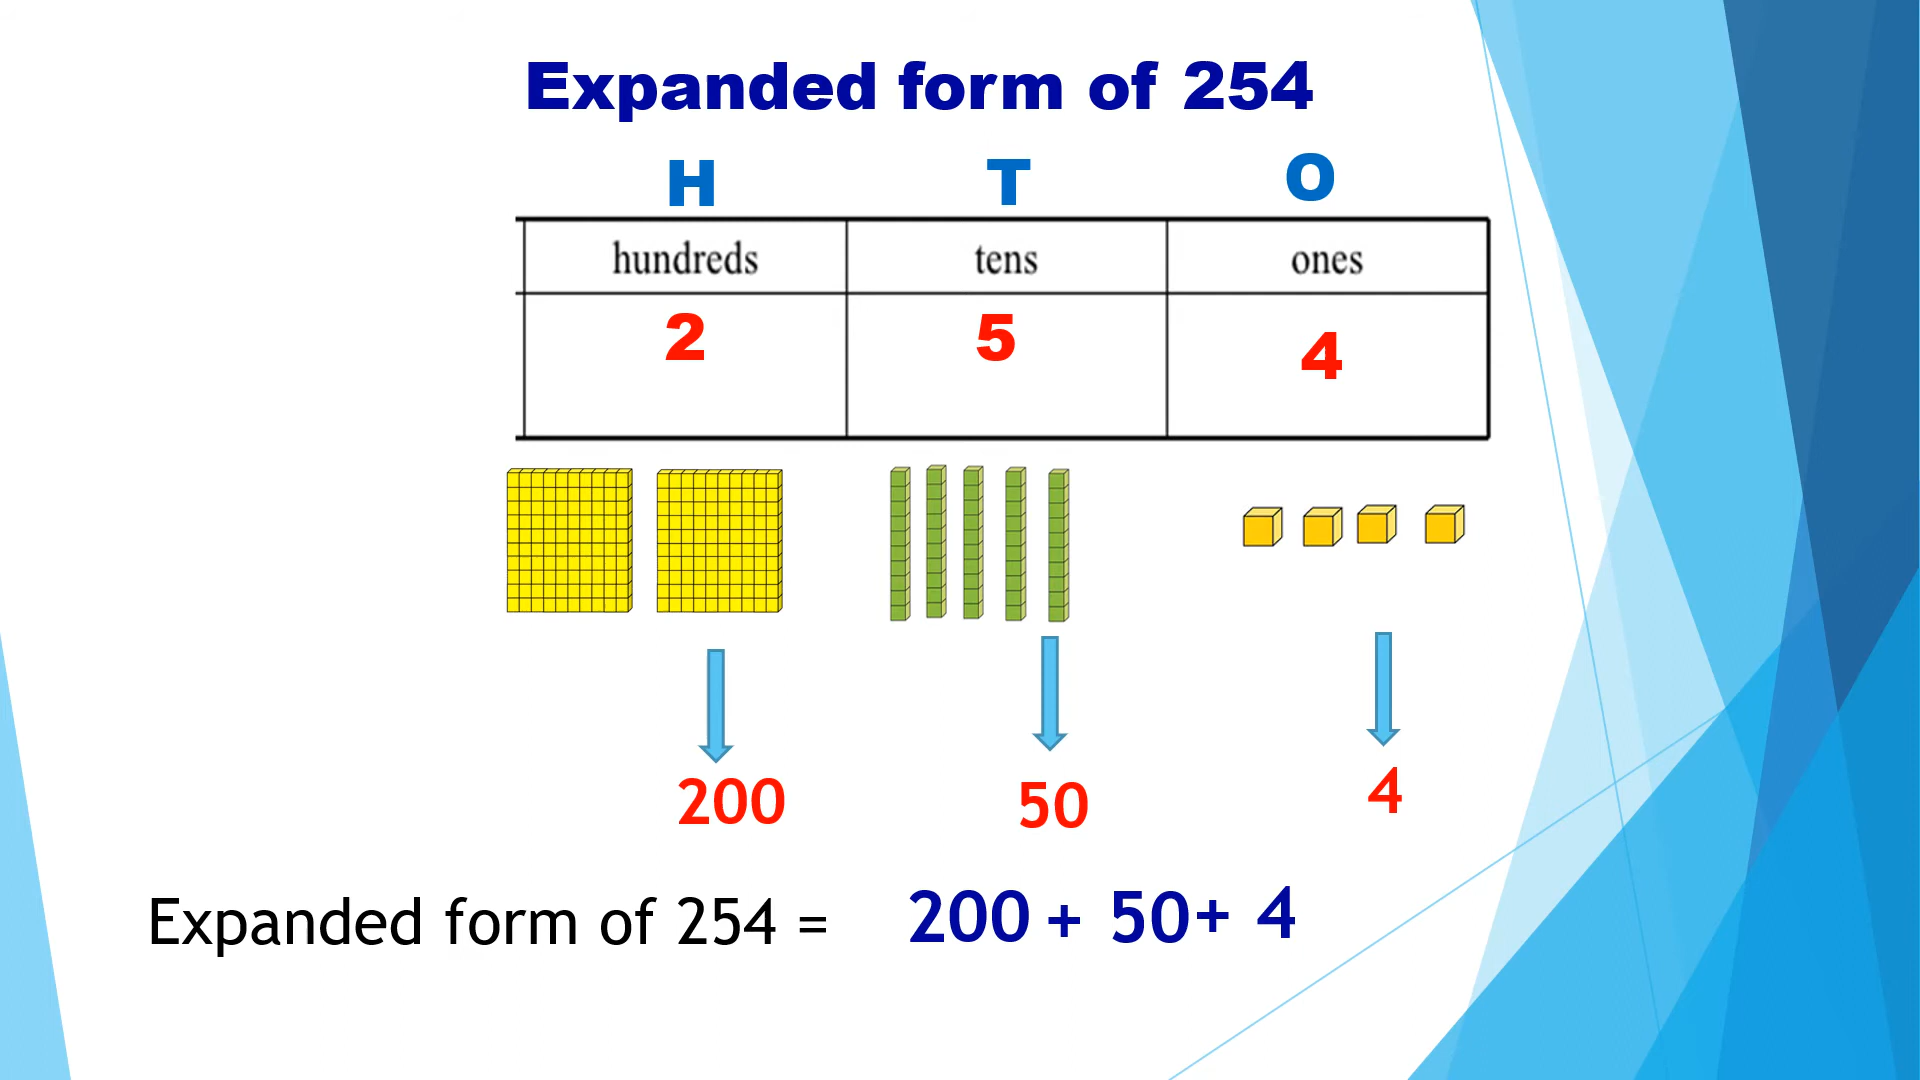 Expanded form of 254
H T O
hundreds tens ones
2 5 4
200 50 4
Expanded form of 254 = 200 + 50+ 4